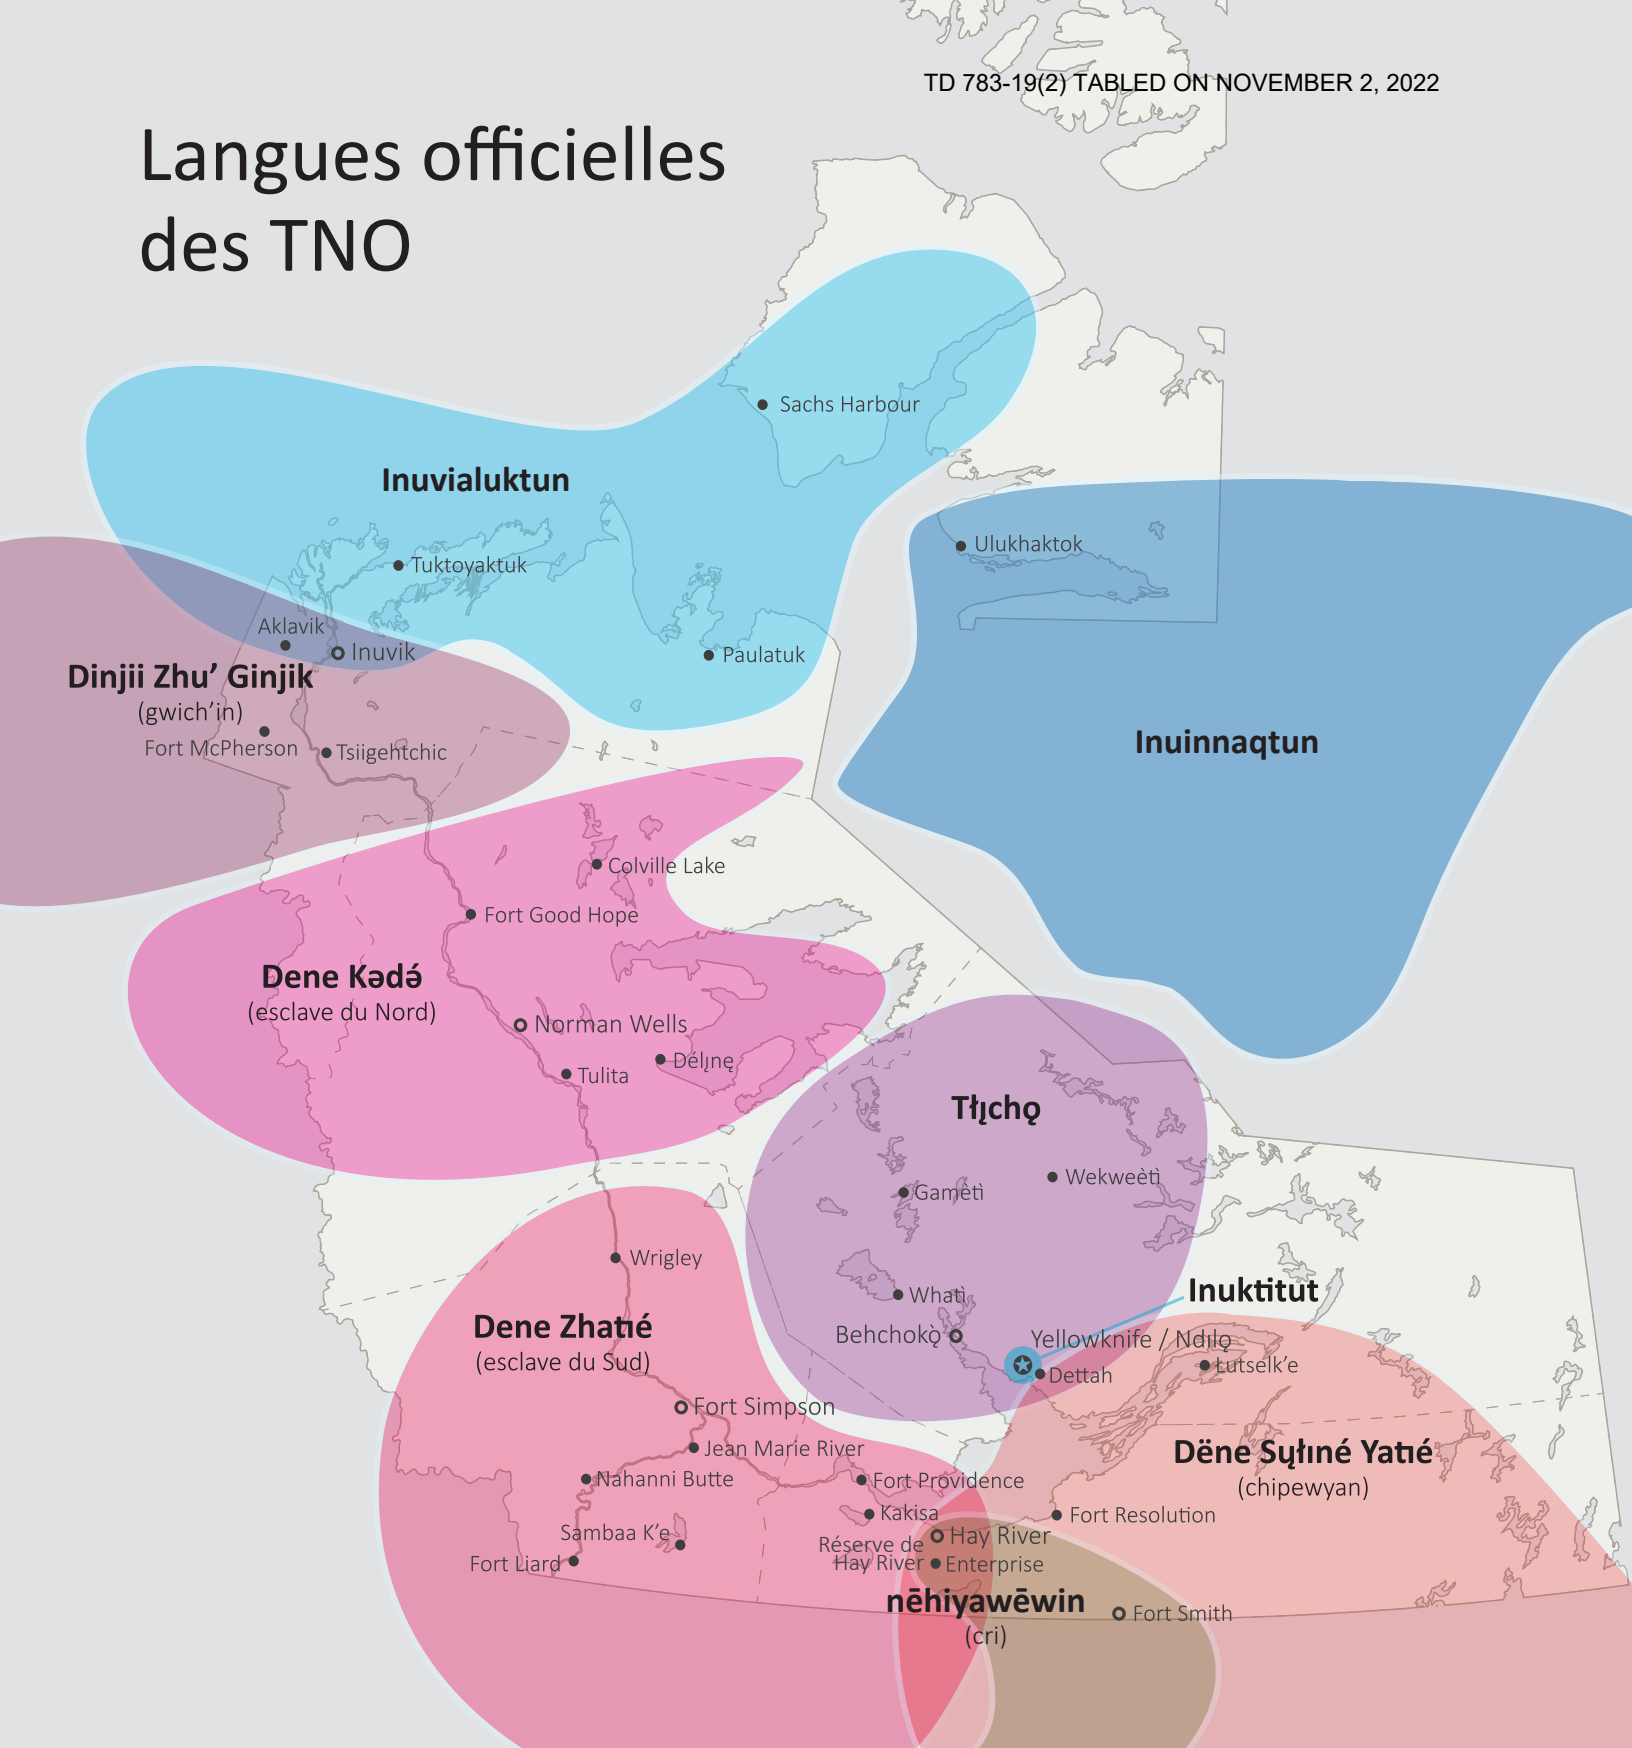 TD 783-19(2) TABLED ON NOVEMBER 2, 2022
Langues officielles
des TNO
Sachs Harbour
Inuvialuktun
Ulukhaktok
Tuktoyaktuk
Aklavik
Inuvik
Paulatuk
Dinjii Zhu’ Ginjik
(gwich’in)
Fort McPherson
Tsiigehtchic
Inuinnaqtun
Colville Lake
Fort Good Hope
Dene Kǝdǝ́
(esclave du Nord)
Norman Wells
Délı̨nę
Tulita
Tłı̨chǫ
Wekweètì
Gamètì
Wrigley
Whatì
Inuktitut
Dene Zhatıé
(esclave du Sud)
Behchokǫ̀
Yellowknife / Ndilǫ
Lutselk’e
Dettah
Fort Simpson
Jean Marie River
Dëne Sųłıné Yatıé
(chipewyan)
Nahanni Butte
Fort Providence
Kakisa
Fort Resolution
Sambaa K’e
Hay River
Réserve de
Hay River
Enterprise
Fort Liard
nēhiyawēwin
(cri)
Fort Smith